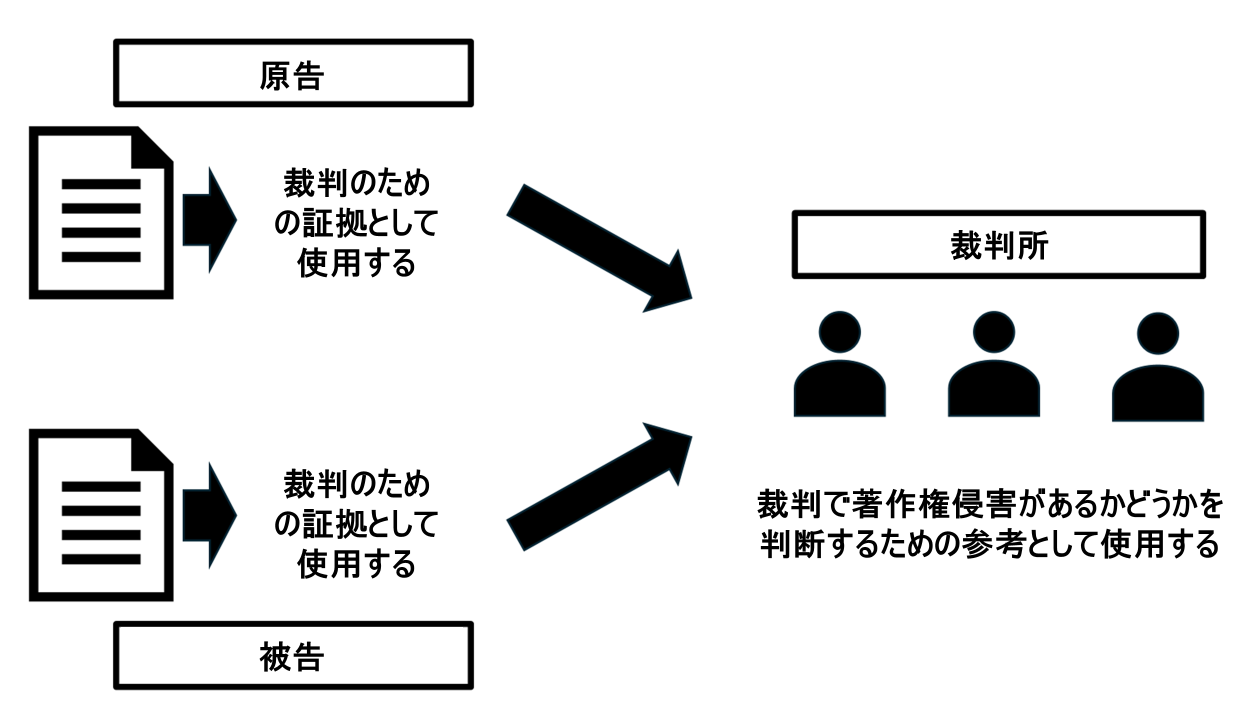 原告
裁判のため
の証拠として
使用する
裁判所
裁判のため
の証拠として
使用する
裁判で著作権侵害があるかどうかを
判断するための参考として使用する
被告